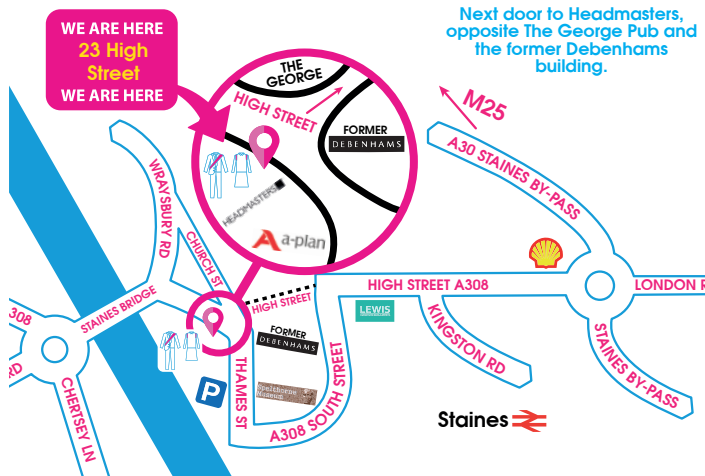 WE ARE HERE
23 High
Street
WE ARE HERE
Next door to Headmasters,
opposite The George Pub and
the former Debenhams
building.
THE
GEORGE
HIGH STREET
FORMER
DEBENHAMS
HEADMASTERS
a-plan
M25
A30 STAINES BY-PASS
WRAYSBURY RD
CHURCH ST
STAINES BRIDGE
HIGH STREET
HIGH STREET A308
LONDON R
LEWIS
KINGSTON RD
STAINES BY-PASS
308
RD
CHERTSEY LN
FORMER
DEBENHAMS
THAMES ST
P
Spelthorne
Museum
A308 SOUTH STREET
Staines